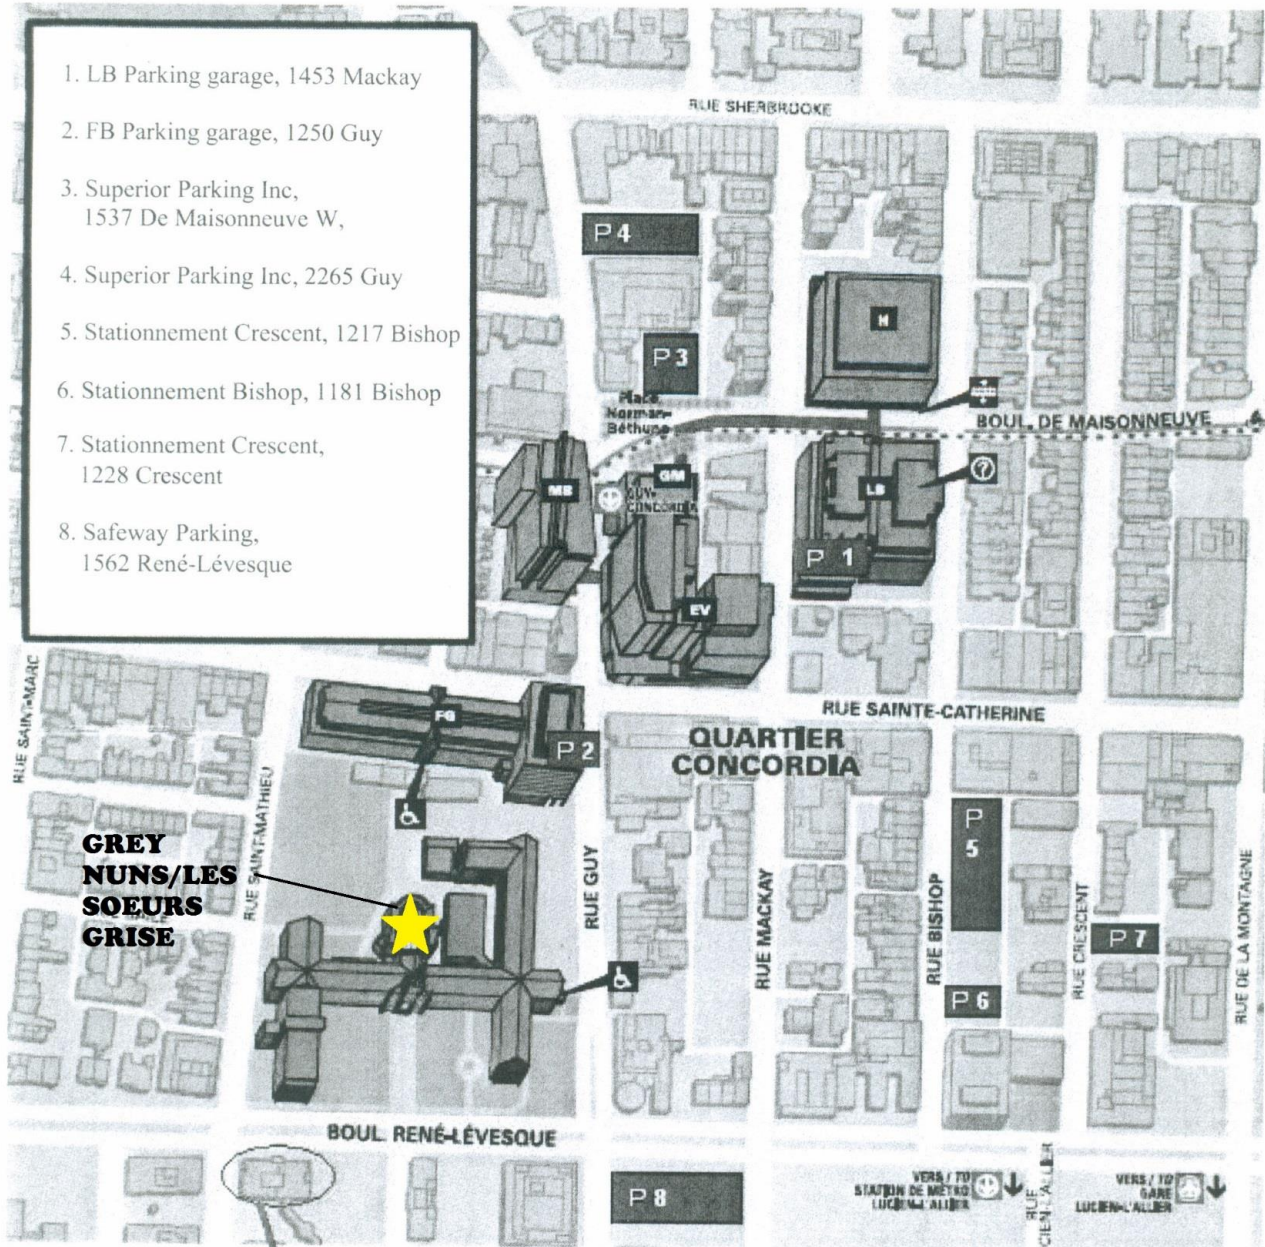 1. LB Parking garage, 1453 Mackay
2. FB Parking garage, 1250 Guy
3. Superior Parking Inc,
1537 De Maisonneuve W,
4. Superior Parking Inc, 2265 Guy
5. Stationnement Crescent, 1217 Bishop
6. Stationnement Bishop, 1181 Bishop
7. Stationnement Crescent,
1228 Crescent
8. Safeway Parking,
1562 René-Lévesque
RUE SHERBROOKE
P 4
H
P 3
Place
Norman-
Béthune
BOUL. DE MAISONNEUVE
MB
GM
GUY-
CONCORDIA
LB
?
P 1
EV
RUE SAINT-MARC
RUE SAINT-MATHIEU
FG
P 2
RUE SAINTE-CATHERINE
QUARTIER
CONCORDIA
GREY
NUNS/LES
SOEURS
GRISE
RUE GUY
RUE MACKAY
RUE BISHOP
P
5
RUE CRESCENT
P 7
RUE DE LA MONTAGNE
P 6
BOUL. RENÉ-LÉVESQUE
P 8
VERS / TO
STATION DE MÉTRO
LUCIEN-L'ALLIER
RUE
VERS / TO
GARE
LUCIEN-L'ALLIER